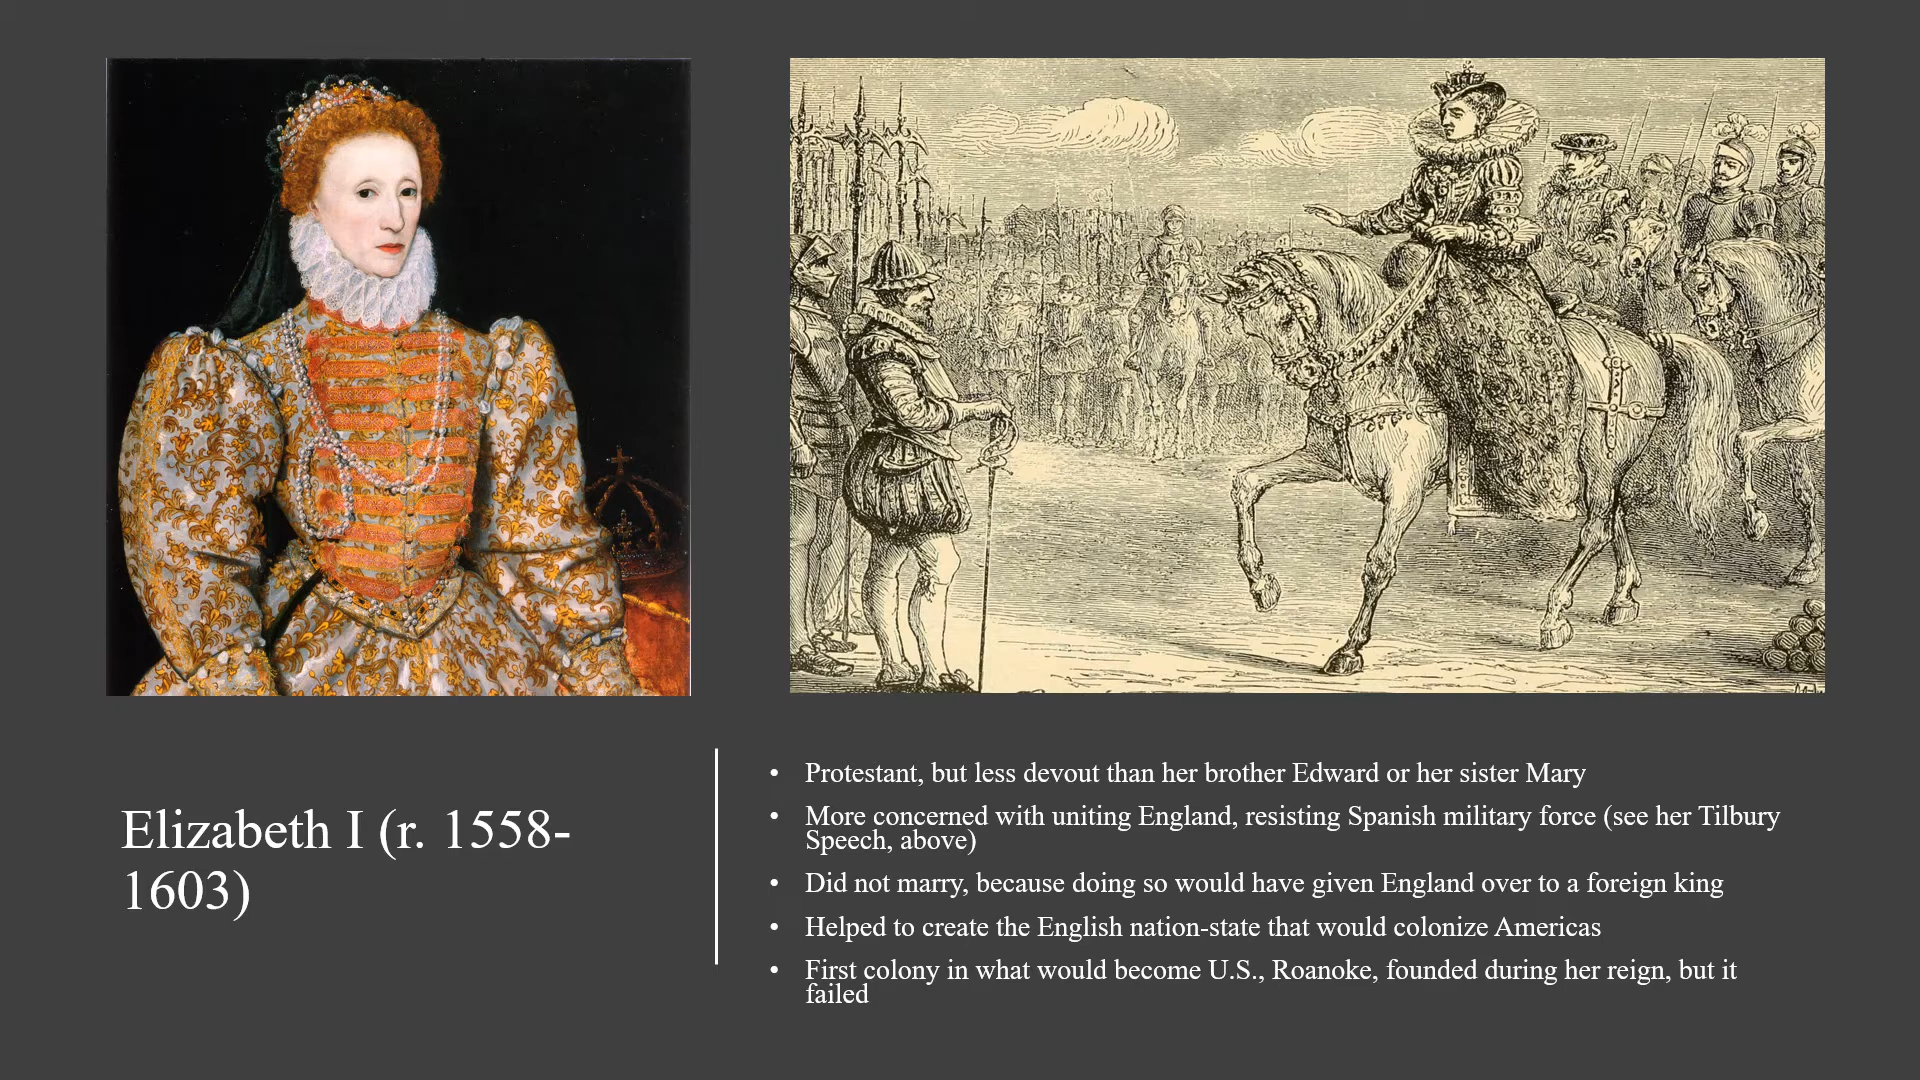 Elizabeth I (r. 1558-
1603)
• Protestant, but less devout than her brother Edward or her sister Mary
• More concerned with uniting England, resisting Spanish military force (see her Tilbury
Speech, above)
• Did not marry, because doing so would have given England over to a foreign king
• Helped to create the English nation-state that would colonize Americas
• First colony in what would become U.S., Roanoke, founded during her reign, but it
failed